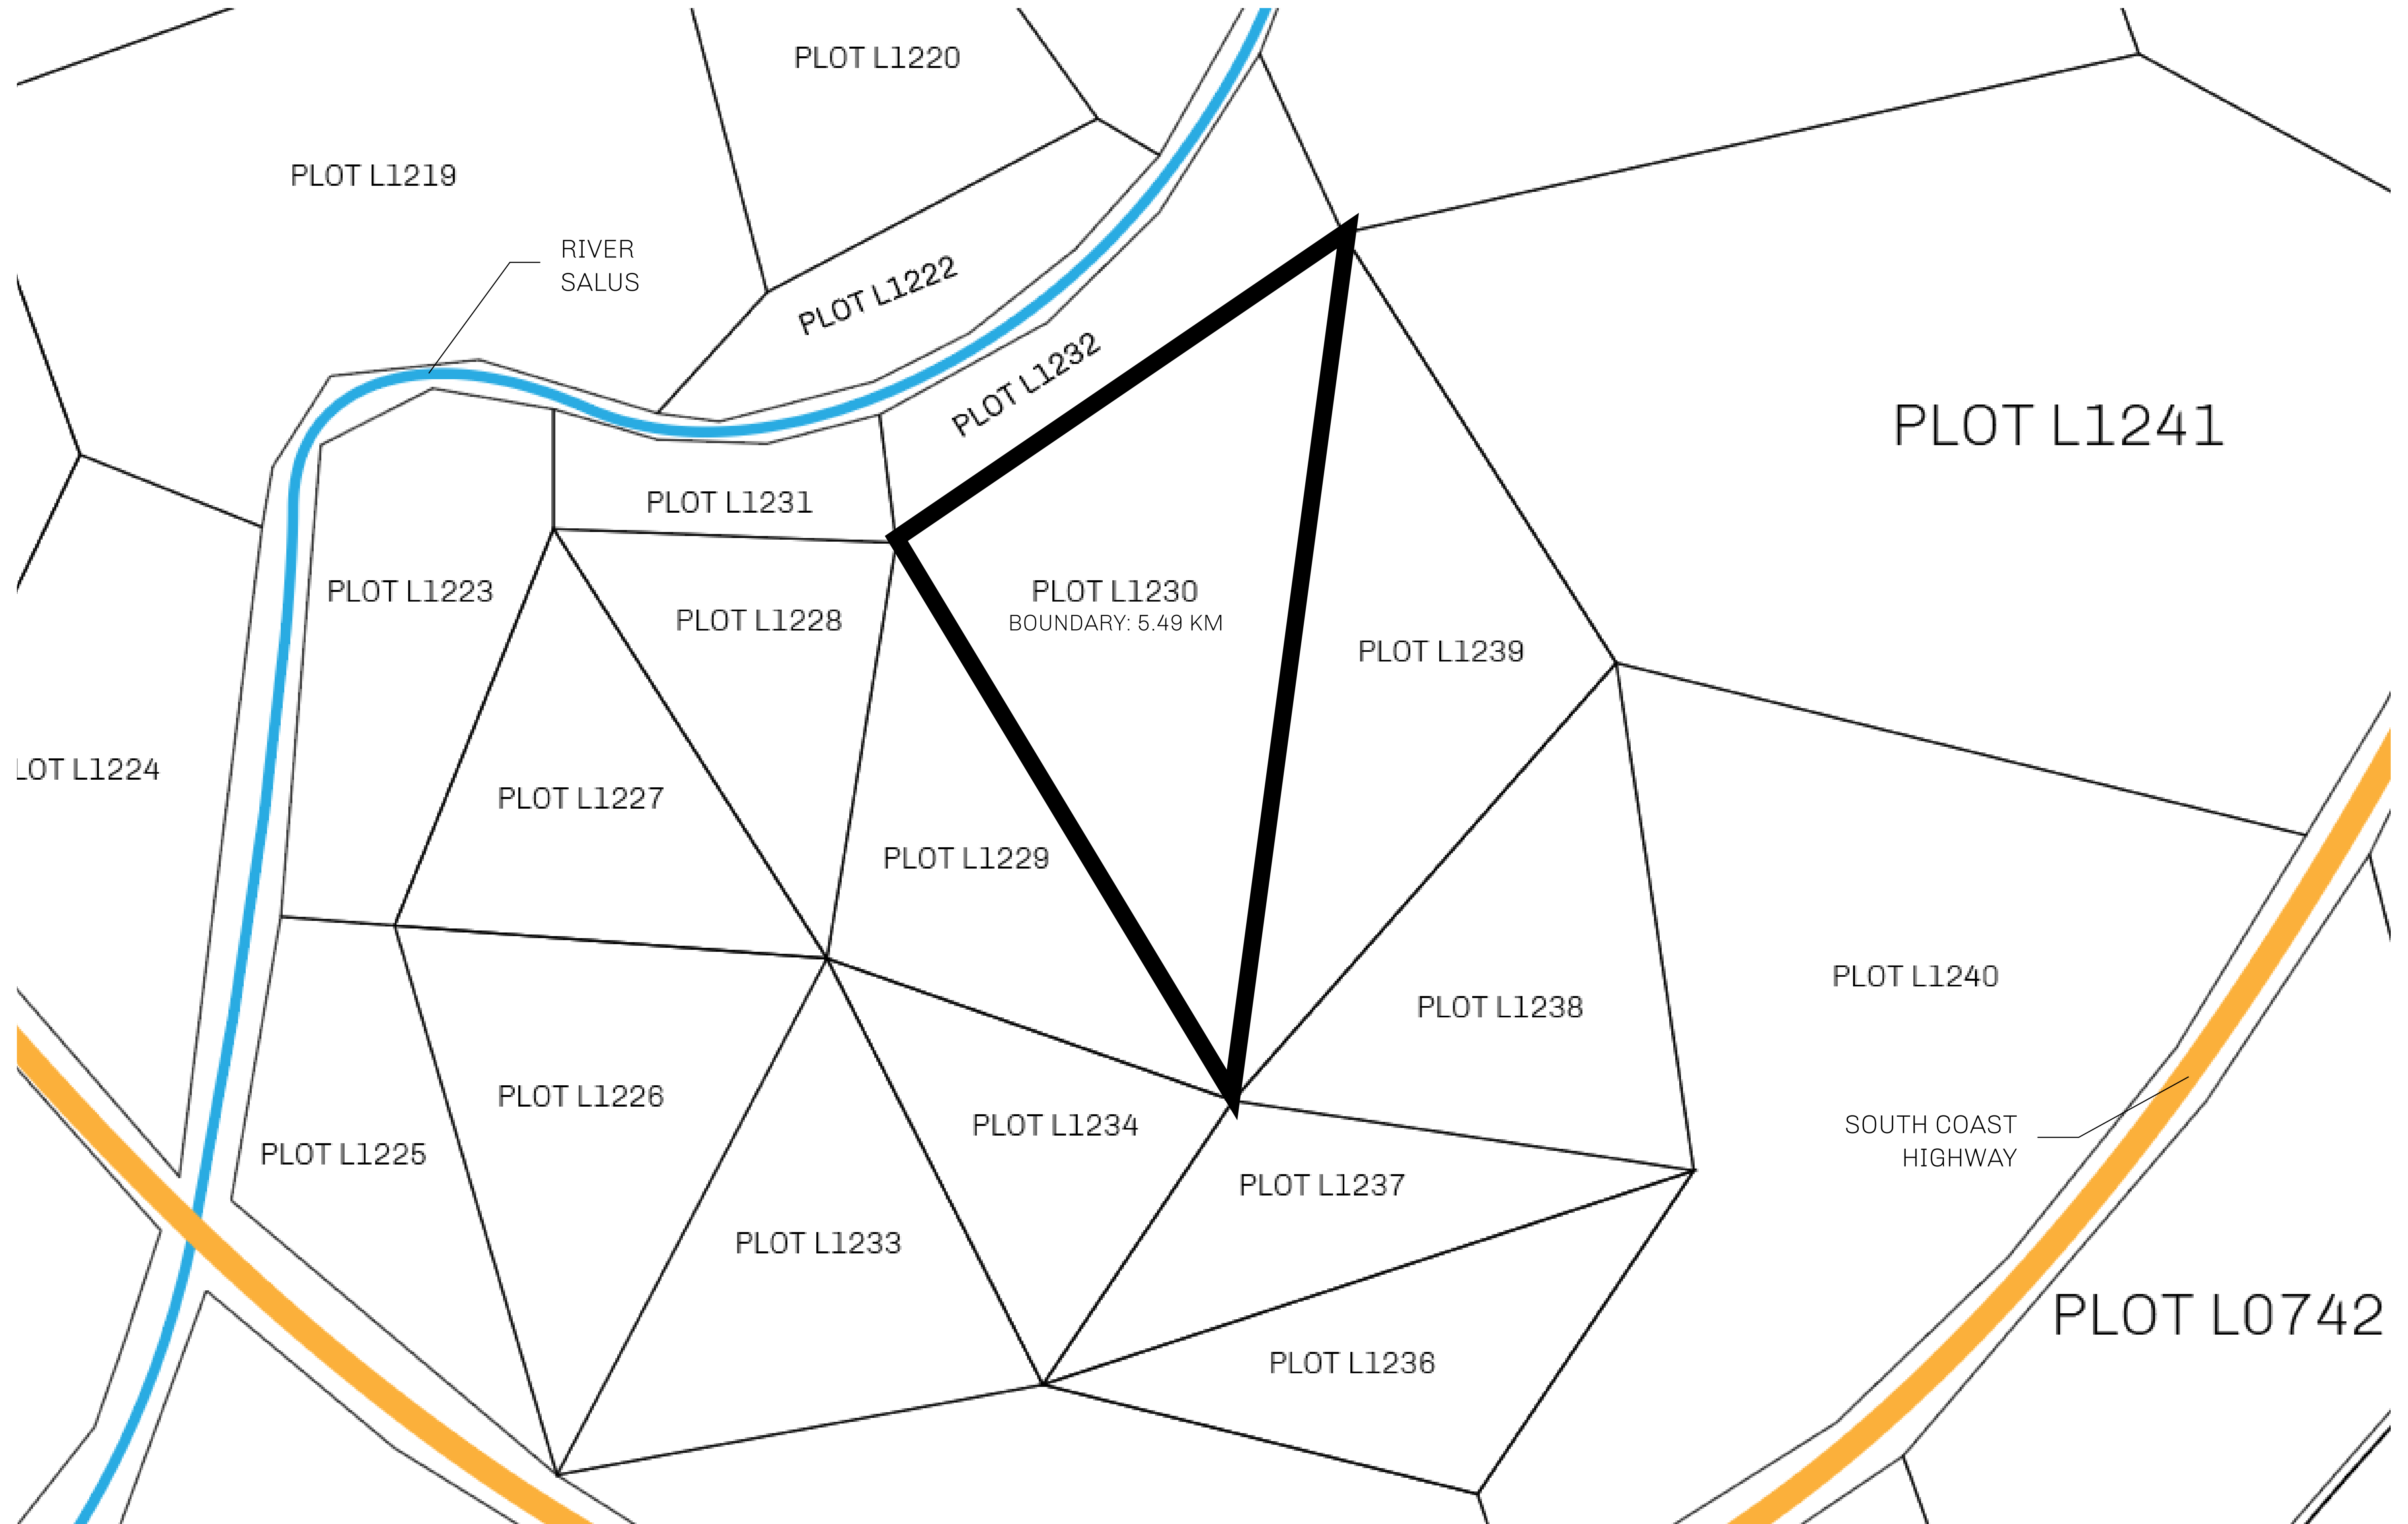 PLOT L1220
PLOT L1219
RIVER
SALUS
PLOT L1222
PLOT L1232
PLOT L1241
PLOT L1231
PLOT L1223
PLOT L1228
PLOT L1230
BOUNDARY: 5.49 KM
PLOT L1239
LOT L1224
PLOT L1227
PLOT L1229
PLOT L1240
PLOT L1238
PLOT L1226
PLOT L1234
SOUTH COAST
HIGHWAY
PLOT L1225
PLOT L1237
PLOT L1233
PLOT L0742
PLOT L1236